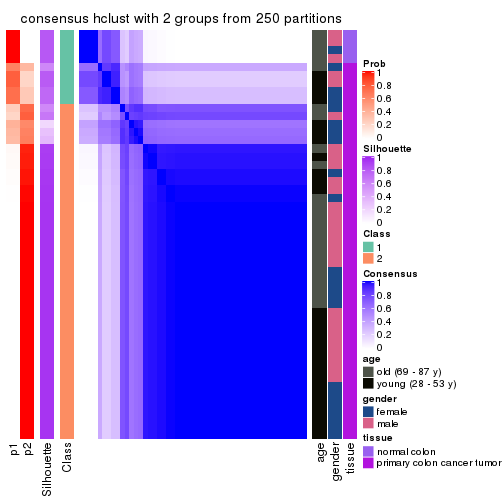 consensus hclust with 2 groups from 250 partitions
Prob
1
0.8
0.6
0.4
0.2
0
Silhouette
1
0.8
0.6
0.4
0.2
0
Class
1
2
Consensus
1
0.8
0.6
0.4
0.2
0
age
old (69 - 87 y)
young (28 - 53 y)
gender
female
male
tissue
normal colon
primary colon cancer tumor
p1
p2
Silhouette
Class
age
gender
tissue